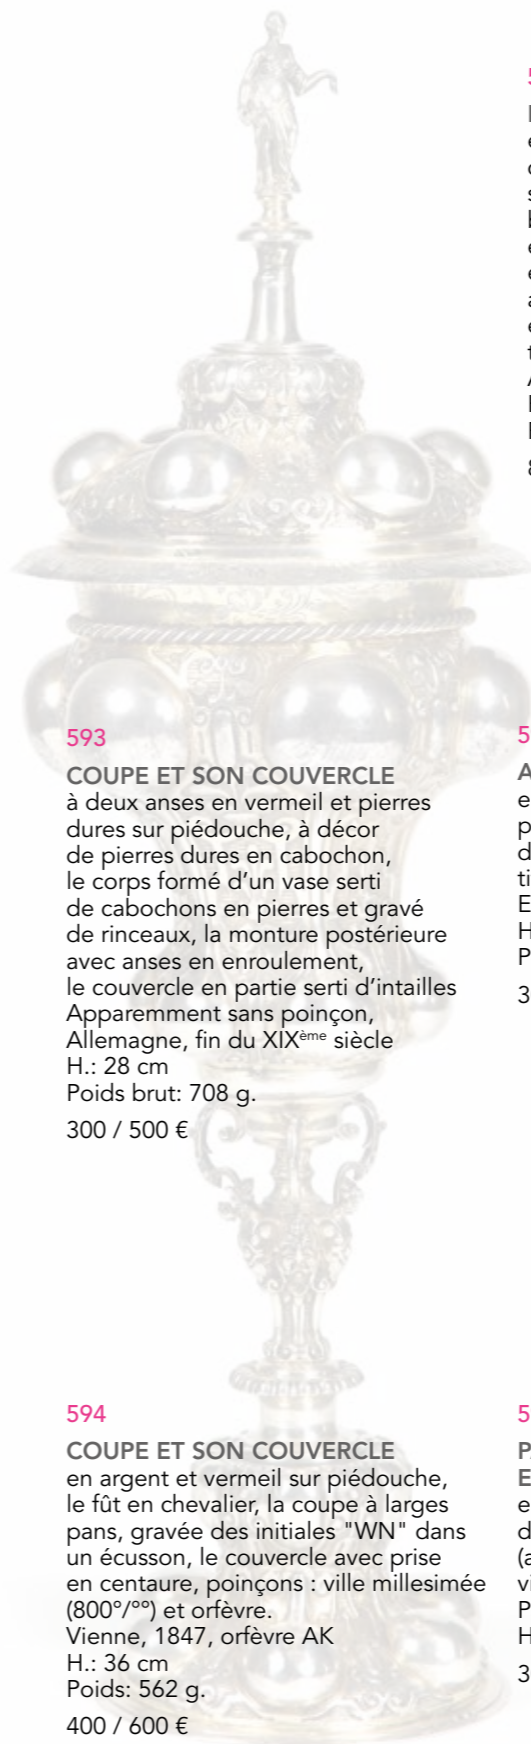 593
COUPE ET SON COUVERCLE
à deux anses en vermeil et pierres
dures sur piédouche, à décor
de pierres dures en cabochon,
le corps formé d’un vase serti
de cabochons en pierres et gravé
de rinceaux, la monture postérieure
avec anses en enroulement,
le couvercle en partie serti d’intailles
Apparemment sans poinçon,
Allemagne, fin du XIXème siècle
H.: 28 cm
Poids brut: 708 g.
300 / 500 €
594
COUPE ET SON COUVERCLE
en argent et vermeil sur piédouche,
le fût en chevalier, la coupe à larges
pans, gravée des initiales "WN" dans
un écusson, le couvercle avec prise
en centaure, poinçons : ville millesimée
(800°/°°) et orfèvre.
Vienne, 1847, orfèvre AK
H.: 36 cm
Poids: 562 g.
400 / 600 €